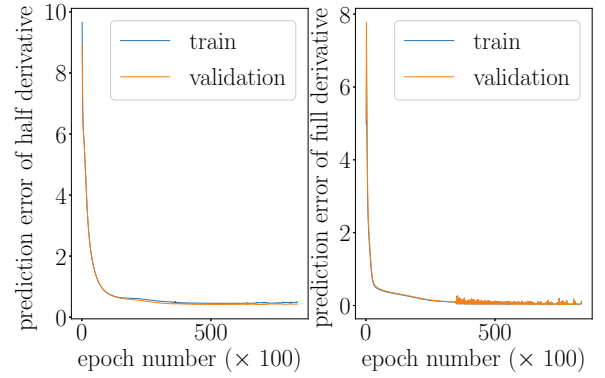 prediction error of half derivative
10
8
6
4
2
0
train
validation
0
500
epoch number (× 100)
prediction error of full derivative
8
6
4
2
0
train
validation
0
500
epoch number (× 100)